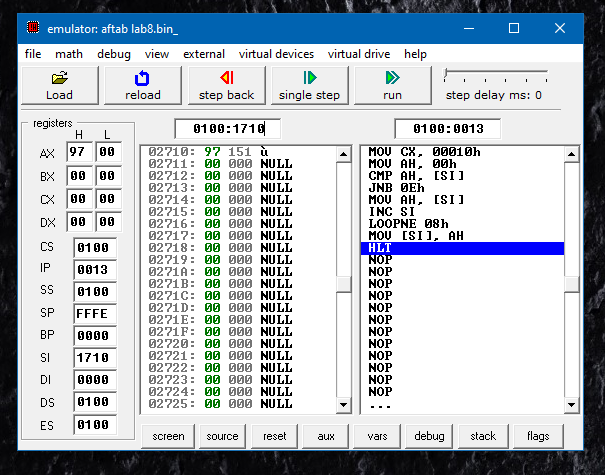 emulator: aftab lab8.bin_
file math debug view external virtual devices virtual drive help
Load reload step back single step run step delay ms: 0
registers 0100:1710 0100:0013
H L
AX 97 00
BX 00 00
CX 00 00
DX 00 00
CS 0100
IP 0013
SS 0100
SP FFFE
BP 0000
SI 1710
DI 0000
DS 0100
ES 0100
02710: 97 151 ù
02711: 00 000 NULL
02712: 00 000 NULL
02713: 00 000 NULL
02714: 00 000 NULL
02715: 00 000 NULL
02716: 00 000 NULL
02717: 00 000 NULL
02718: 00 000 NULL
02719: 00 000 NULL
0271A: 00 000 NULL
0271B: 00 000 NULL
0271C: 00 000 NULL
0271D: 00 000 NULL
0271E: 00 000 NULL
0271F: 00 000 NULL
02720: 00 000 NULL
02721: 00 000 NULL
02722: 00 000 NULL
02723: 00 000 NULL
02724: 00 000 NULL
02725: 00 000 NULL
MOV CX, 00010h
MOV AH, 00h
CMP AH, [SI]
JNB 0Eh
MOV AH, [SI]
INC SI
LOOPNE 08h
MOV [SI], AH
HLT
NOP
NOP
NOP
NOP
NOP
NOP
NOP
NOP
NOP
NOP
NOP
NOP
...
screen source reset aux vars debug stack flags